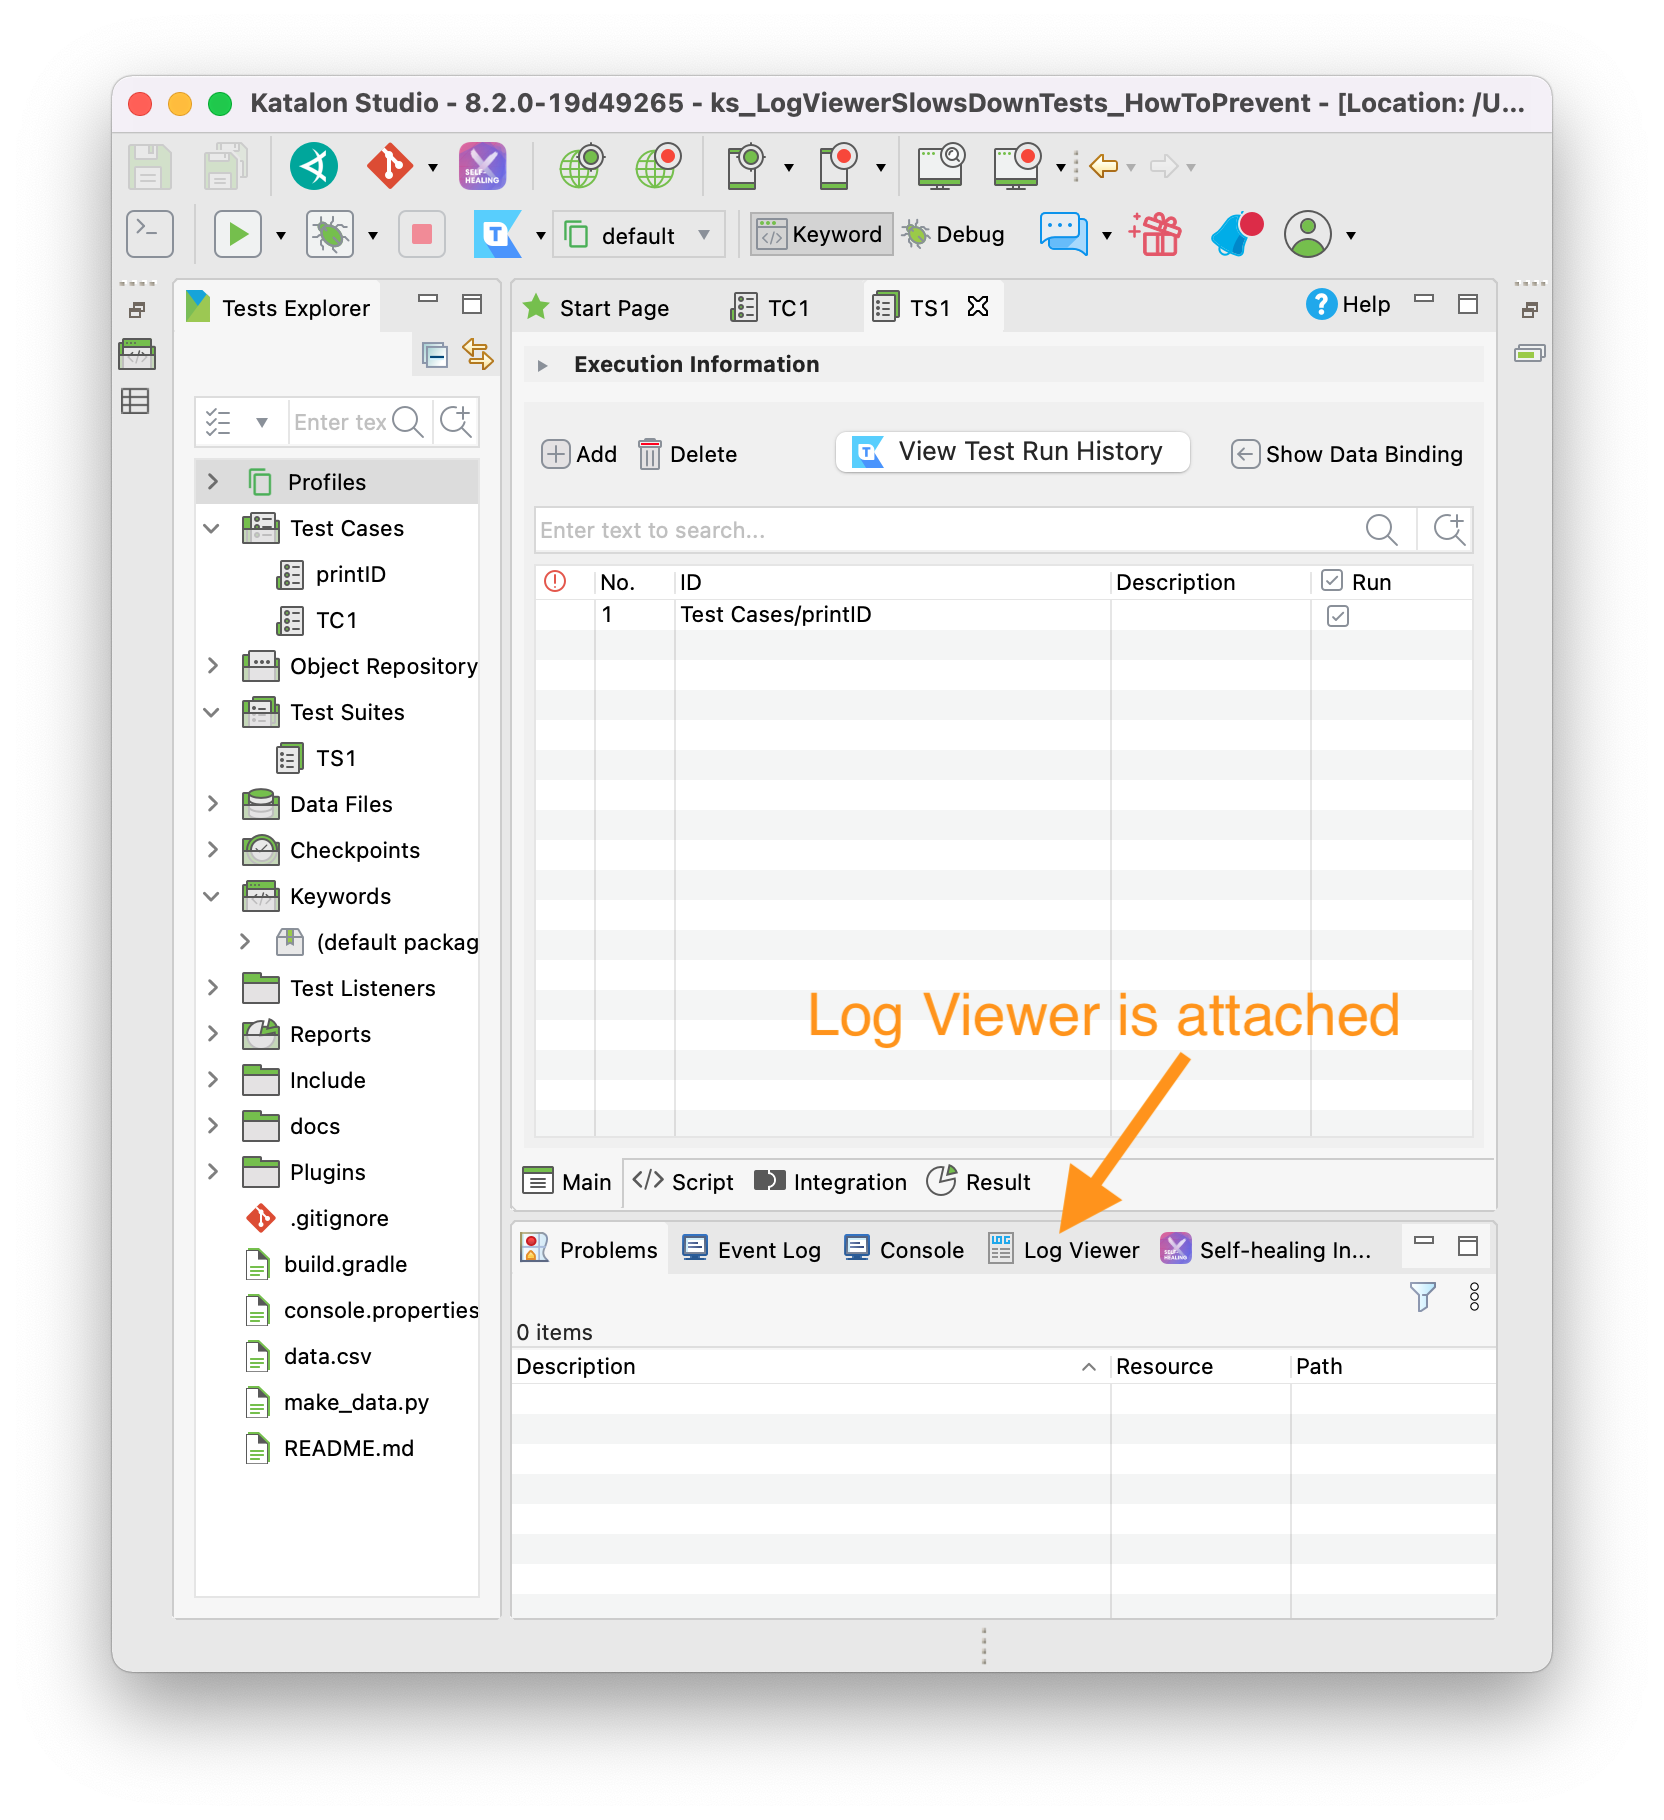 Katalon Studio - 8.2.0-19d49265 - ks_LogViewerSlowsDownTests_HowToPrevent - [Location: /U...
SELF-
HEALING
T
default
Keyword
Debug
Tests Explorer
Start Page
TC1
TS1
Help
Execution Information
Enter tex
Add
Delete
T
View Test Run History
Show Data Binding
Profiles
Test Cases
printID
TC1
Object Repository
Test Suites
TS1
Data Files
Checkpoints
Keywords
(default packag
Test Listeners
Reports
Include
docs
Plugins
.gitignore
build.gradle
console.properties
data.csv
make_data.py
README.md
Enter text to search...
No. ID Description Run
1 Test Cases/printID
Log Viewer is attached
Main
</> Script
Integration
Result
Problems
Event Log
Console
LOG
Log Viewer
SELF-
HEALING
Self-healing In...
0 items
Description Resource Path